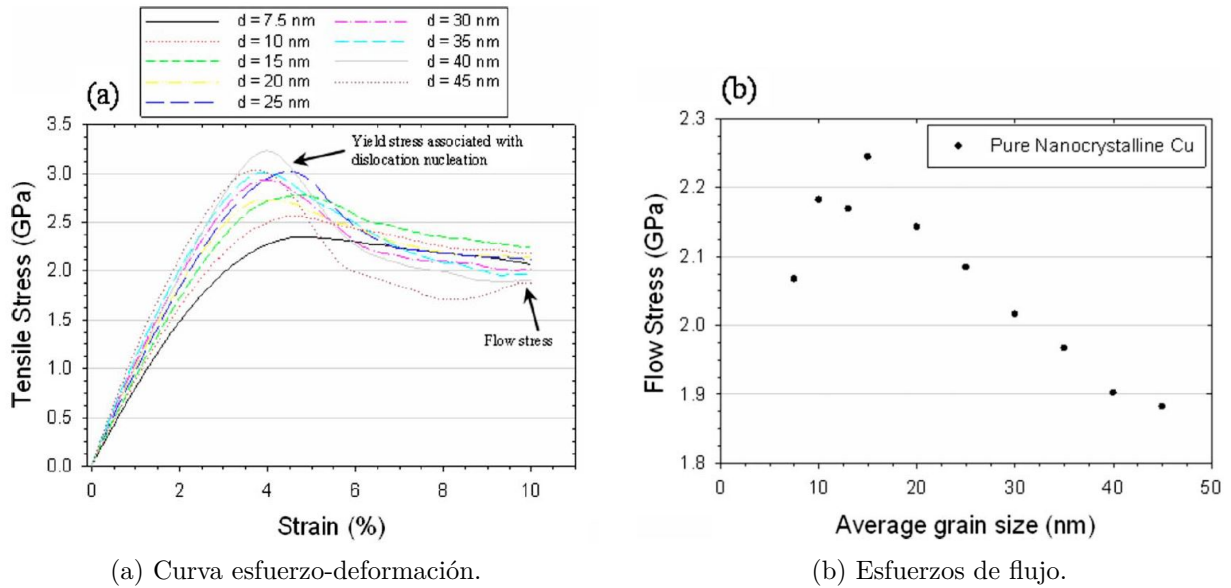 d = 7.5 nm
d = 10 nm
d = 15 nm
d = 20 nm
d = 25 nm
d = 30 nm
d = 35 nm
d = 40 nm
d = 45 nm
(a)
Yield stress associated with
dislocation nucleation
Flow stress
Tensile Stress (GPa)
3.5
3.0
2.5
2.0
1.5
1.0
0.5
0.0
0 2 4 6 8 10
Strain (%)
(a) Curva esfuerzo-deformación.
(b)
Pure Nanocrystalline Cu
Flow Stress (GPa)
2.3
2.2
2.1
2.0
1.9
1.8
0 10 20 30 40 50
Average grain size (nm)
(b) Esfuerzos de flujo.